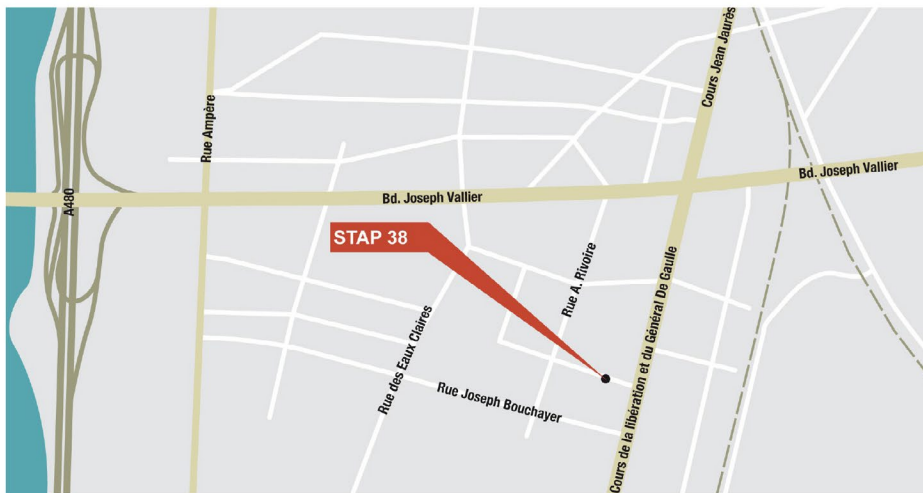 Cours Jean Jaurès
Rue Ampère
Bd. Joseph Vallier
A480
Bd. Joseph Vallier
STAP 38
Rue A. Rivoire
Rue des Eaux Claires
Cours de la libération et du Général De Gaulle
Rue Joseph Bouchayer